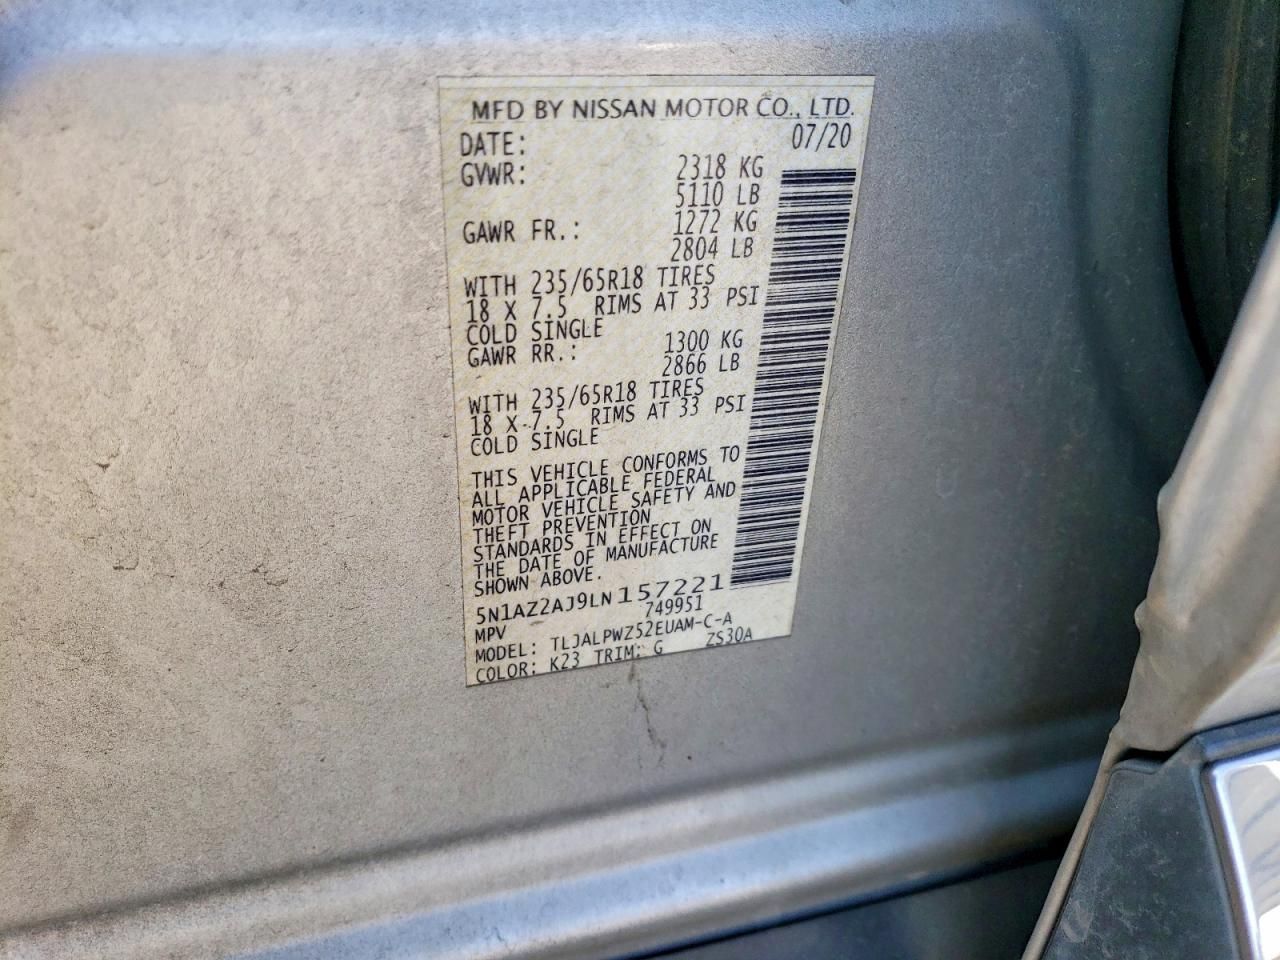 MFD BY NISSAN MOTOR CO., LTD.
DATE: 07/20
GVWR: 2318 KG
5110 LB
GAWR FR.: 1272 KG
2804 LB
WITH 235/65R18 TIRES
18 X 7.5 RIMS AT 33 PSI
COLD SINGLE
GAWR RR.: 1300 KG
2866 LB
WITH 235/65R18 TIRES
18 X 7.5 RIMS AT 33 PSI
COLD SINGLE
THIS VEHICLE CONFORMS TO
ALL APPLICABLE FEDERAL
MOTOR VEHICLE SAFETY AND
THEFT PREVENTION
STANDARDS IN EFFECT ON
THE DATE OF MANUFACTURE
SHOWN ABOVE.
5N1AZ2AJ9LN157221
MPV 749951
MODEL: TLJALPWZ52EUAM-C-A
COLOR: K23 TRIM: G ZS30A